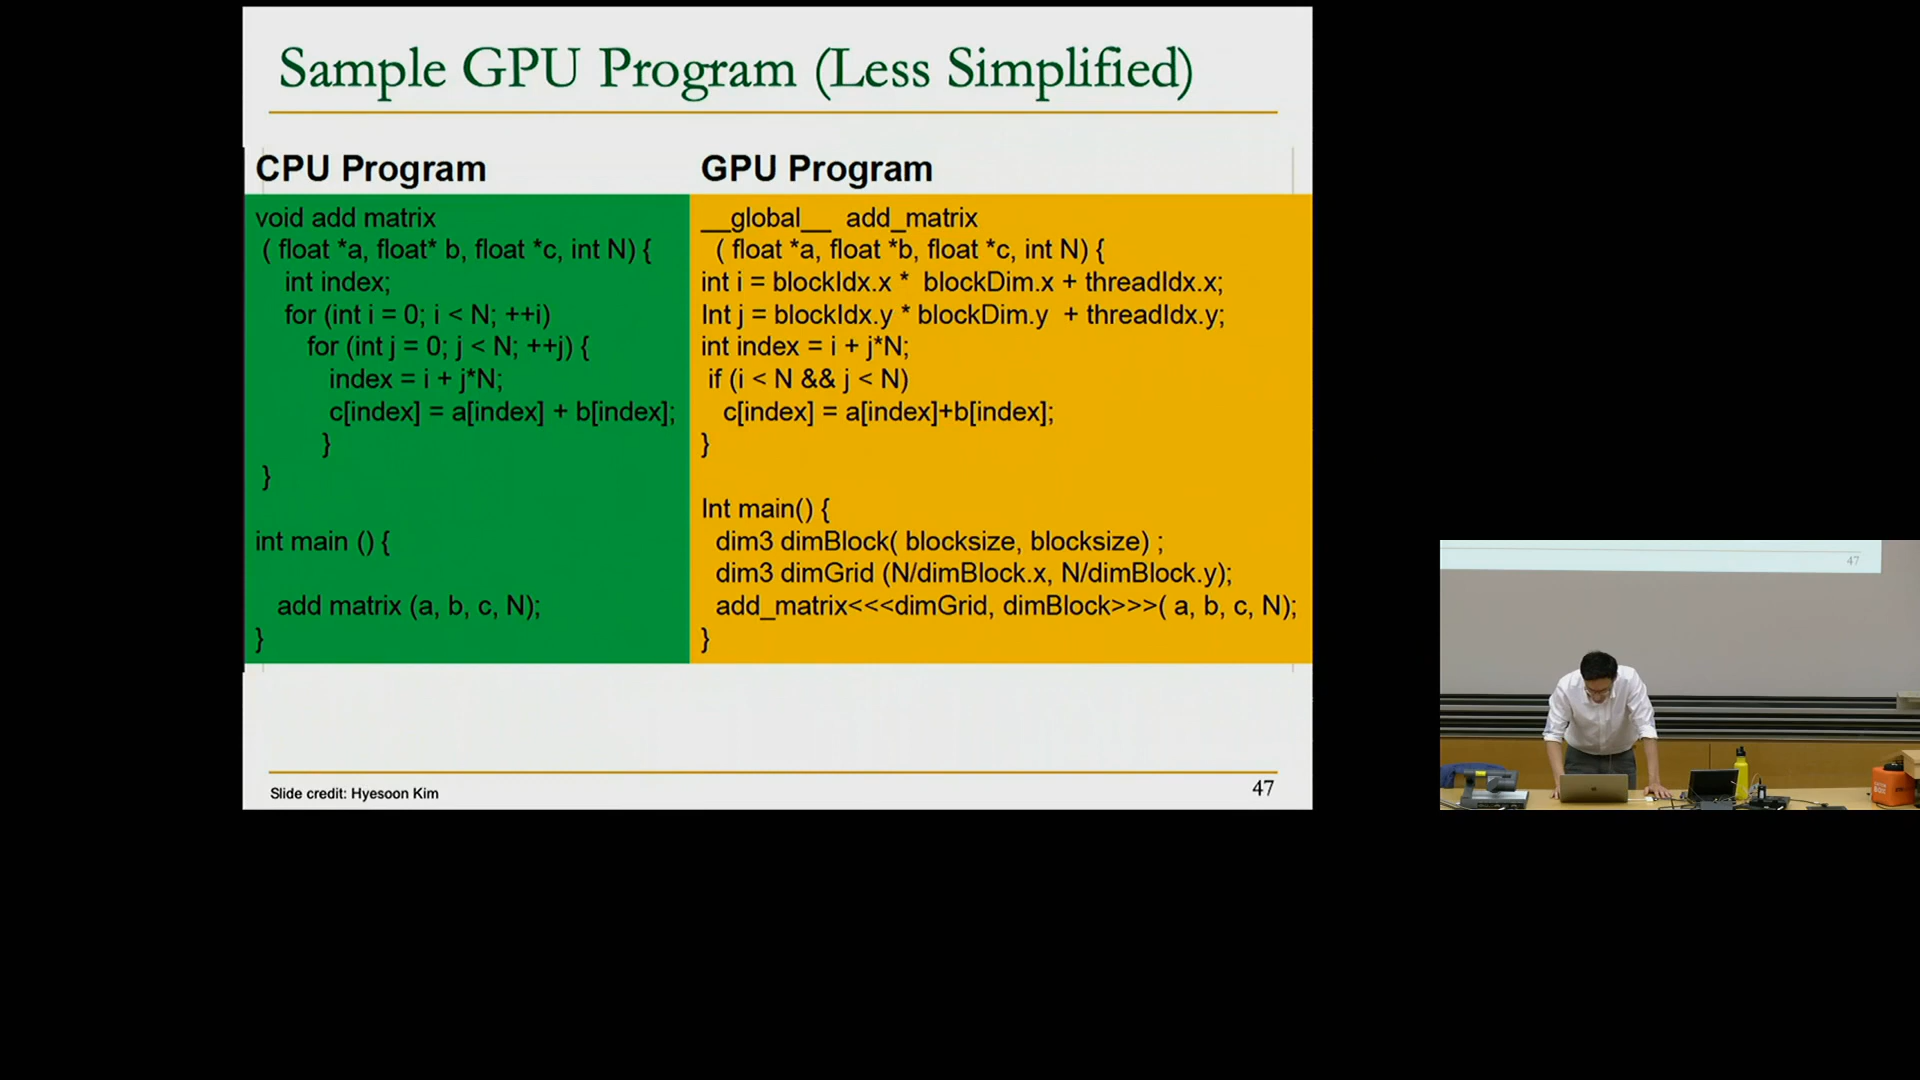 Sample GPU Program (Less Simplified)
CPU Program
void add matrix
( float *a, float* b, float *c, int N) {
int index;
for (int i = 0; i < N; ++i)
for (int j = 0; j < N; ++j) {
index = i + j*N;
c[index] = a[index] + b[index];
}
}
int main () {
add matrix (a, b, c, N);
}
GPU Program
__global__ add_matrix
( float *a, float *b, float *c, int N) {
int i = blockIdx.x * blockDim.x + threadIdx.x;
Int j = blockIdx.y * blockDim.y + threadIdx.y;
int index = i + j*N;
if (i < N && j < N)
c[index] = a[index]+b[index];
}
Int main() {
dim3 dimBlock( blocksize, blocksize) ;
dim3 dimGrid (N/dimBlock.x, N/dimBlock.y);
add_matrix<<<dimGrid, dimBlock>>>( a, b, c, N);
}
Slide credit: Hyesoon Kim
47
47